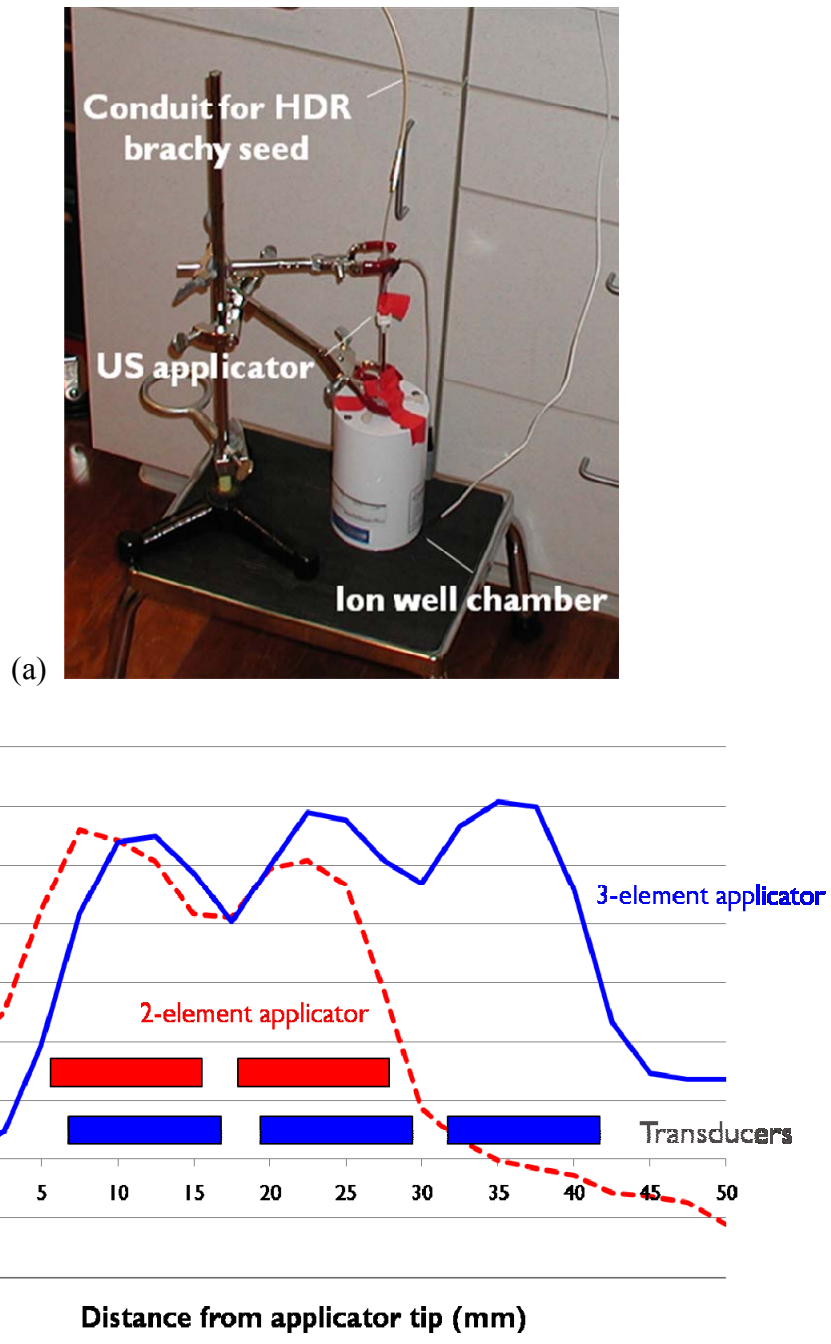 Conduit for HDR
brachy seed
US applicator
Ion well chamber
(a)
3-element applicator
2-element applicator
Transducers
5 10 15 20 25 30 35 40 45 50
Distance from applicator tip (mm)